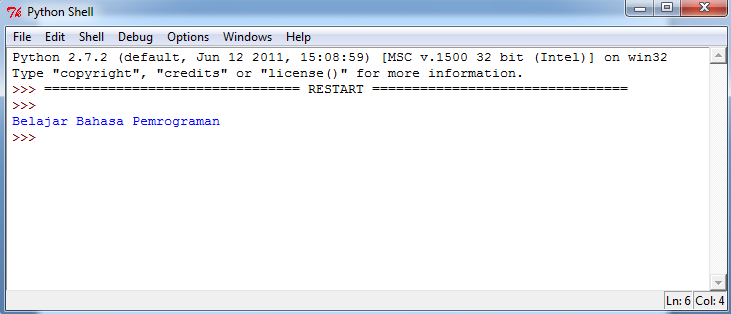 Python Shell
File Edit Shell Debug Options Windows Help
Python 2.7.2 (default, Jun 12 2011, 15:08:59) [MSC v.1500 32 bit (Intel)] on win32
Type "copyright", "credits" or "license()" for more information.
>>> ================================ RESTART ================================
>>>
Belajar Bahasa Pemrograman
>>>
Ln: 6 Col: 4